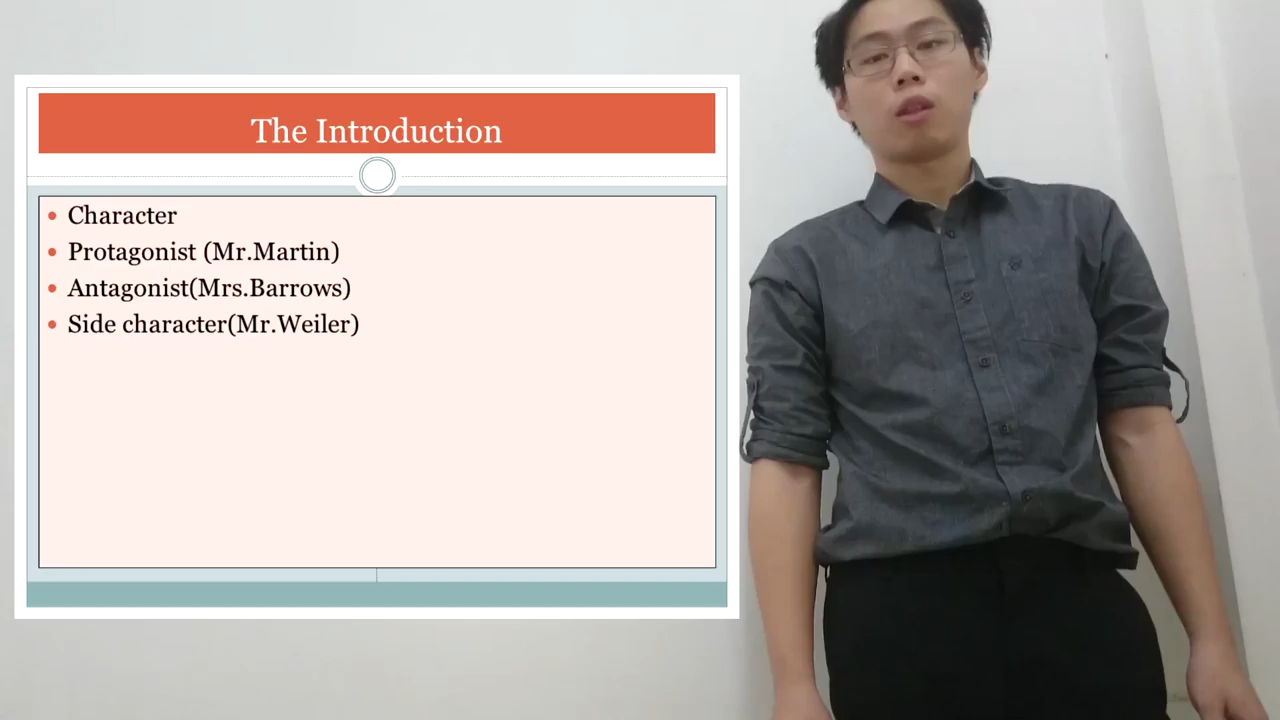 The Introduction
Character
Protagonist (Mr.Martin)
Antagonist(Mrs.Barrows)
Side character(Mr.Weiler)